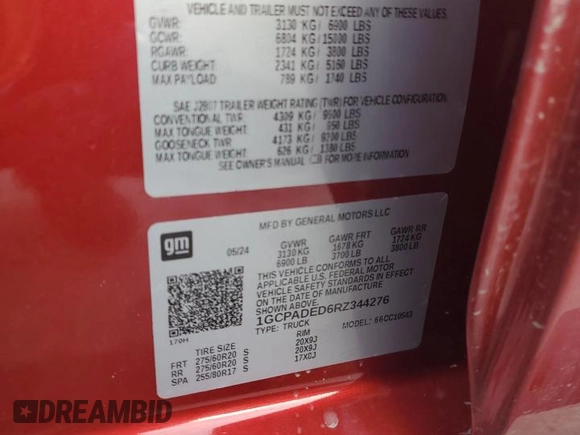 VEHICLE AND TRAILER MUST NOT EXCEED ANY OF THESE VALUES.
GVWR: 3130 KG / 6900 LBS
GCWR: 6804 KG / 15000 LBS
RGAWR: 1724 KG / 3800 LBS
CURB WEIGHT: 2341 KG / 5160 LBS
MAX PAYLOAD: 789 KG / 1740 LBS
SAE J2807 TRAILER WEIGHT RATING (TWR) FOR VEHICLE CONFIGURATION.
CONVENTIONAL TWR: 4309 KG / 9500 LBS
MAX TONGUE WEIGHT: 431 KG / 950 LBS
GOOSENECK TWR 4173 KG / 9200 LBS
MAX TONGUE WEIGHT: 626 KG / 1380 LBS
SEE OWNER'S MANUAL FOR MORE INFORMATION.
gm
MFD BY GENERAL MOTORS LLC
05/24 GVWR GAWR FRT GAWR RR
3130 KG 1678 KG 1724 KG
6900 LB 3700 LB 3800 LB
THIS VEHICLE CONFORMS TO ALL
APPLICABLE U.S. FEDERAL MOTOR
VEHICLE SAFETY STANDARDS IN EFFECT
ON THE DATE OF MANUFACTURE
SHOWN ABOVE.
1GCPADED6RZ344276
170H
TYPE: TRUCK MODEL: 66CC10543
TIRE SIZE RIM
FRT 275/60R20 S 20X9J
RR 275/60R20 S 20X9J
SPA 255/80R17 S 17X8J
DREAMBID